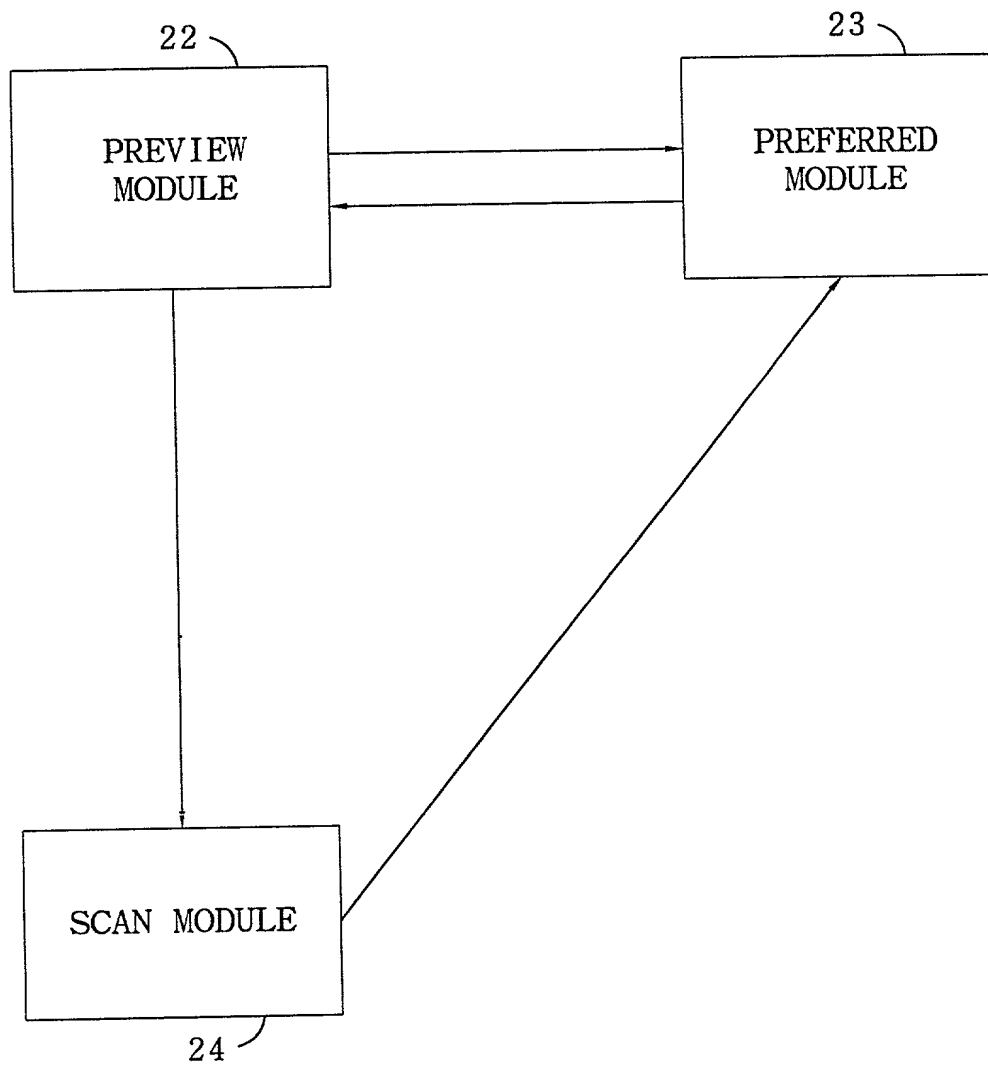 22
23
PREVIEW
MODULE
PREFERRED
MODULE
SCAN MODULE
24